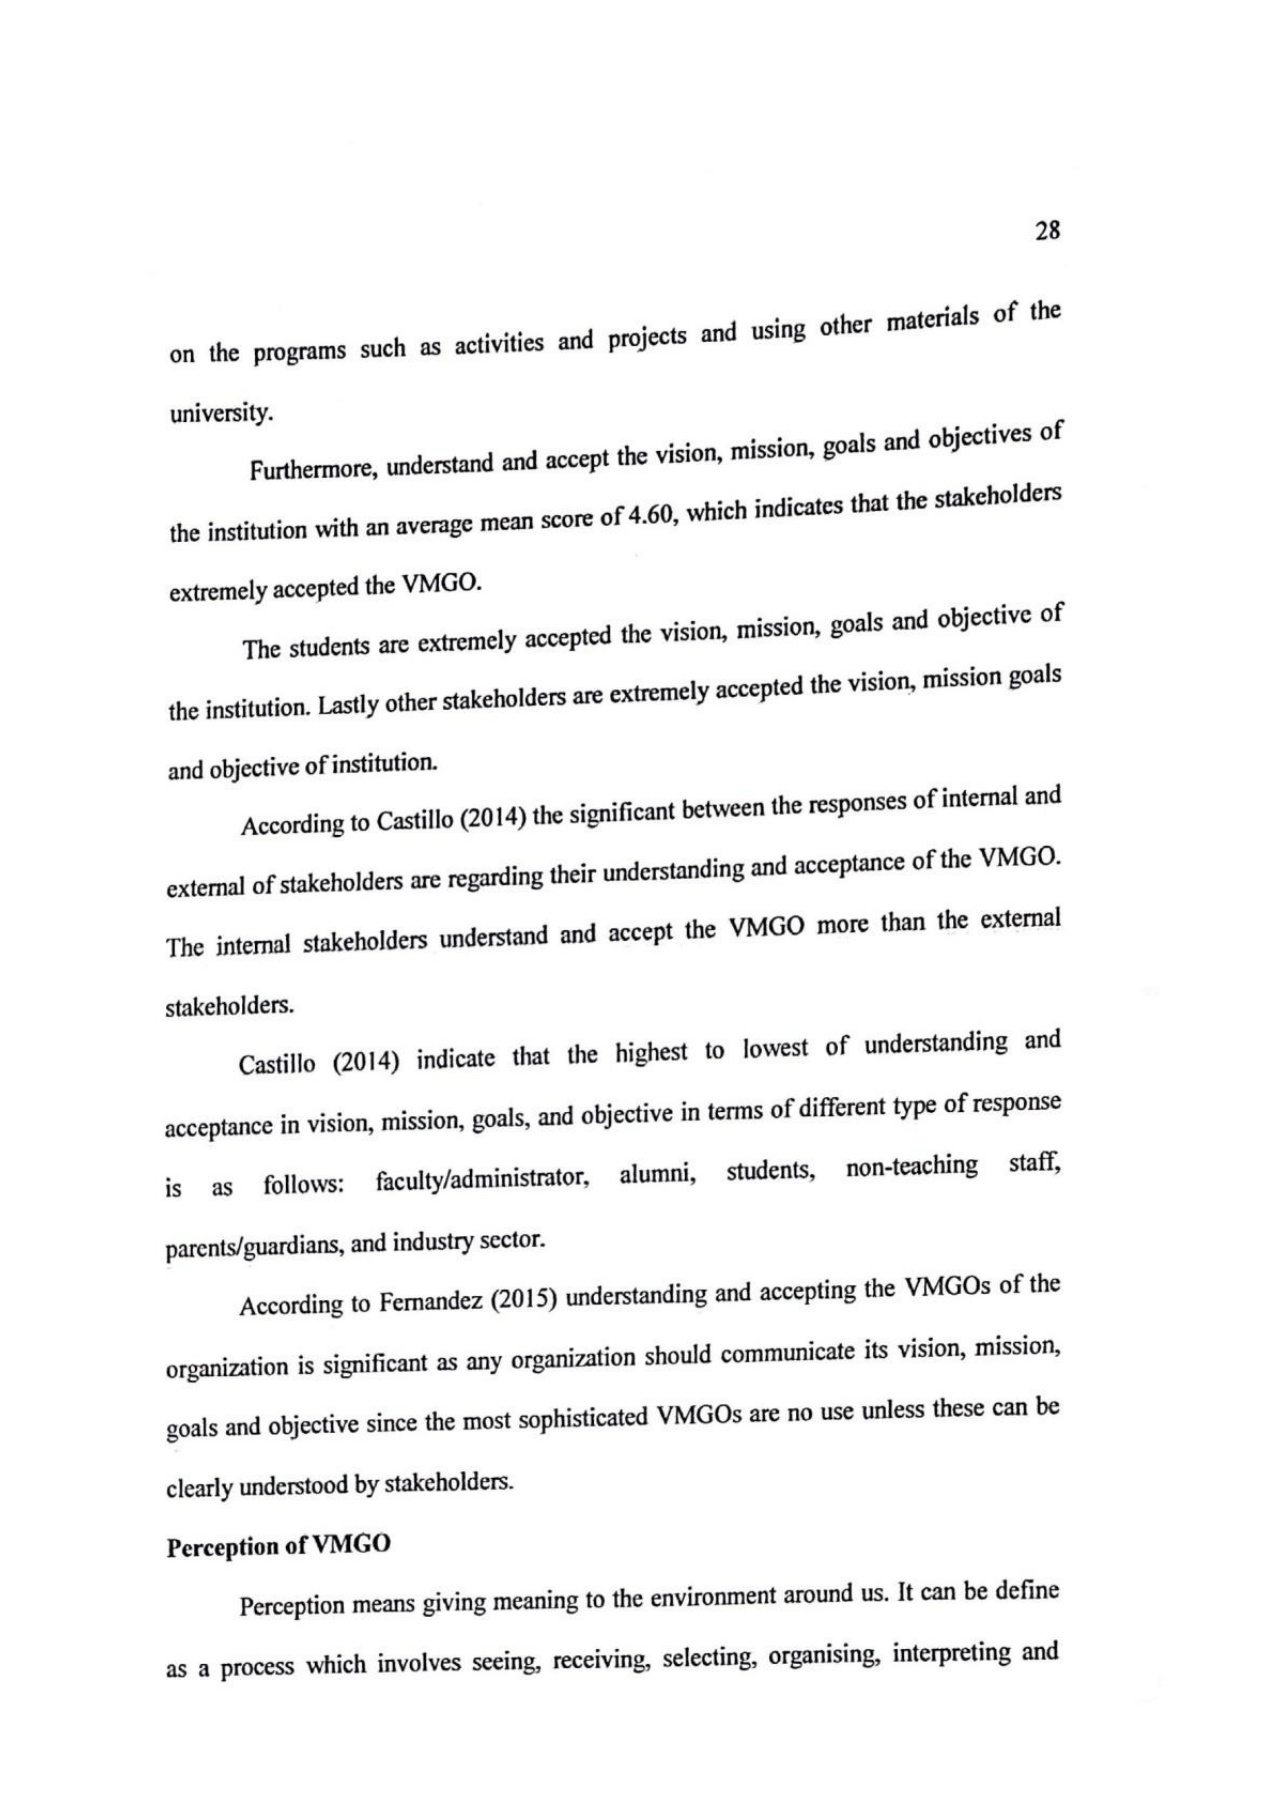 28
on the programs such as activities and projects and using other materials of the
university.
Furthermore, understand and accept the vision, mission, goals and objectives of
the institution with an average mean score of 4.60, which indicates that the stakeholders
extremely accepted the VMGO.
The students are extremely accepted the vision, mission, goals and objective of
the institution. Lastly other stakeholders are extremely accepted the vision, mission goals
and objective of institution.
According to Castillo (2014) the significant between the responses of internal and
external of stakeholders are regarding their understanding and acceptance of the VMGO.
The internal stakeholders understand and accept the VMGO more than the external
stakeholders.
Castillo (2014) indicate that the highest to lowest of understanding and
acceptance in vision, mission, goals, and objective in terms of different type of response
is as follows: faculty/administrator, alumni, students, non-teaching staff,
parents/guardians, and industry sector.
According to Fernandez (2015) understanding and accepting the VMGOs of the
organization is significant as any organization should communicate its vision, mission,
goals and objective since the most sophisticated VMGOs are no use unless these can be
clearly understood by stakeholders.
Perception of VMGO
Perception means giving meaning to the environment around us. It can be define
as a process which involves seeing, receiving, selecting, organising, interpreting and